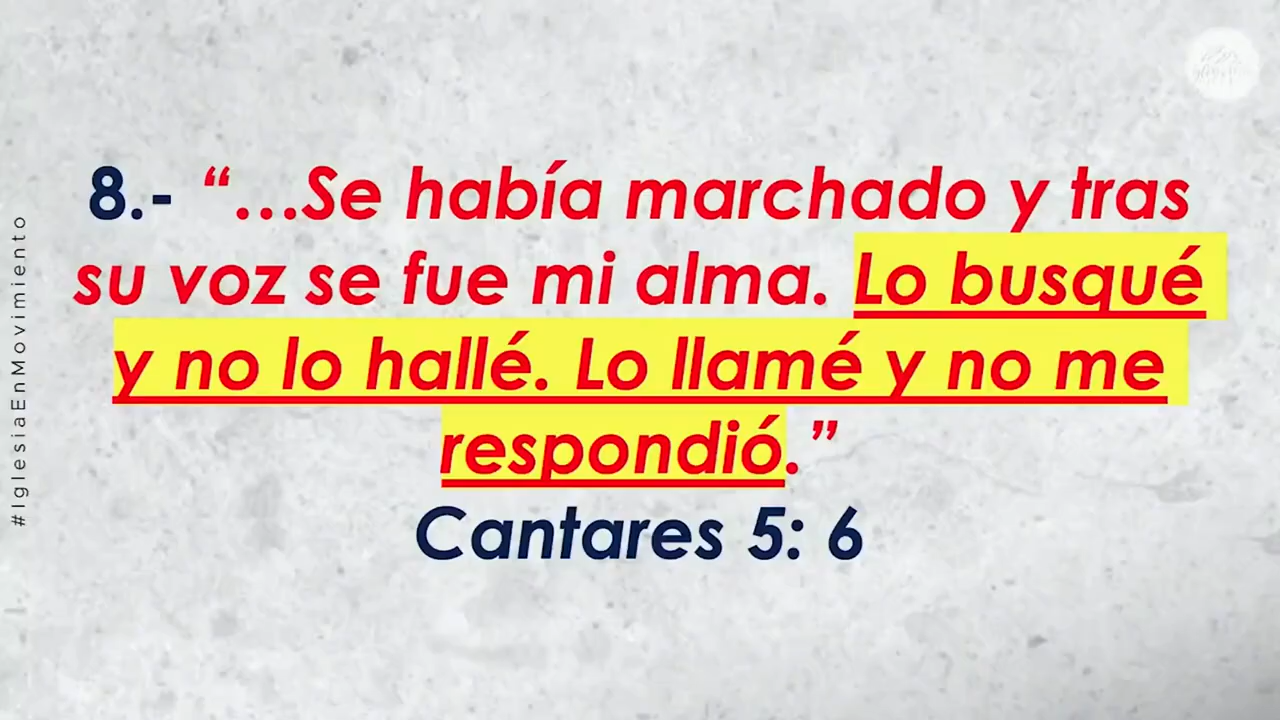 8.- “...Se había marchado y tras
su voz se fue mi alma. Lo busqué
y no lo hallé. Lo llamé y no me
respondió.”
Cantares 5: 6
#IglesiaEnMovimiento